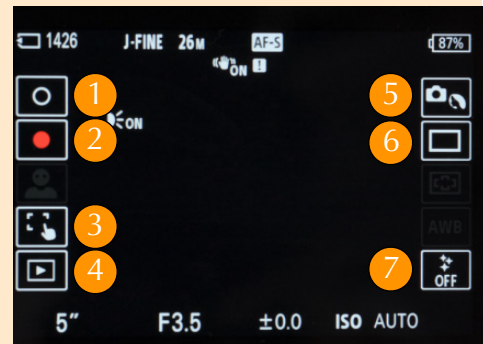 1426 J-FINE 26M AF-S 87%
ON !
1 5
ON
2 6
3
AWB
4 7
OFF
5" F3.5 ±0.0 ISO AUTO